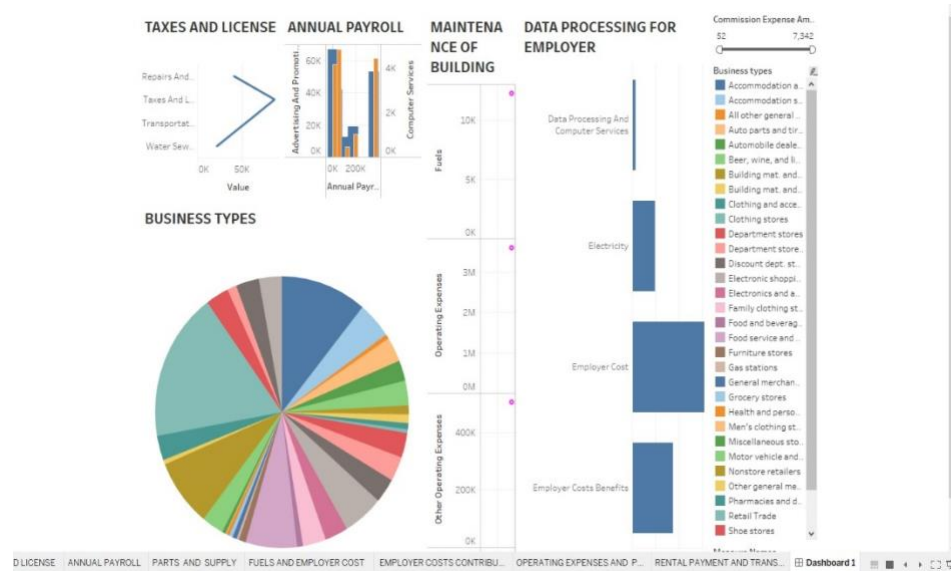 TAXES AND LICENSE
Repairs And..
Taxes And L..
Transportat..
Water Sew..
0K 50K
Value
ANNUAL PAYROLL
Advertising And Promoti..
60K
40K
20K
0K
4K
2K
0K
Computer Services
0K 200K
Annual Payr..
MAINTENA
NCE OF
BUILDING
Fuels
10K
5K
0K
Operating Expenses
3M
2M
1M
0M
Other Operating Expenses
400K
200K
0K
DATA PROCESSING FOR
EMPLOYER
Data Processing And
Computer Services
Electricity
Employer Cost
Employer Costs Benefits
BUSINESS TYPES
Commission Expense Am..
52 7,342
Business types
Accommodation a..
Accommodation s..
All other general ..
Auto parts and tir..
Automobile deale..
Beer, wine, and li..
Building mat. and..
Building mat. and..
Clothing and acce..
Clothing stores
Department stores
Department store..
Discount dept. st..
Electronic shoppi..
Electronics and a..
Family clothing st..
Food and beverag..
Food service and ..
Furniture stores
Gas stations
General merchan..
Grocery stores
Health and perso..
Men's clothing st..
Miscellaneous sto..
Motor vehicle and..
Nonstore retailers
Other general me..
Pharmacies and d..
Retail Trade
Shoe stores
D LICENSE ANNUAL PAYROLL PARTS AND SUPPLY FUELS AND EMPLOYER COST EMPLOYER COSTS CONTRIBU... OPERATING EXPENSES AND P... RENTAL PAYMENT AND TRANS... Dashboard 1